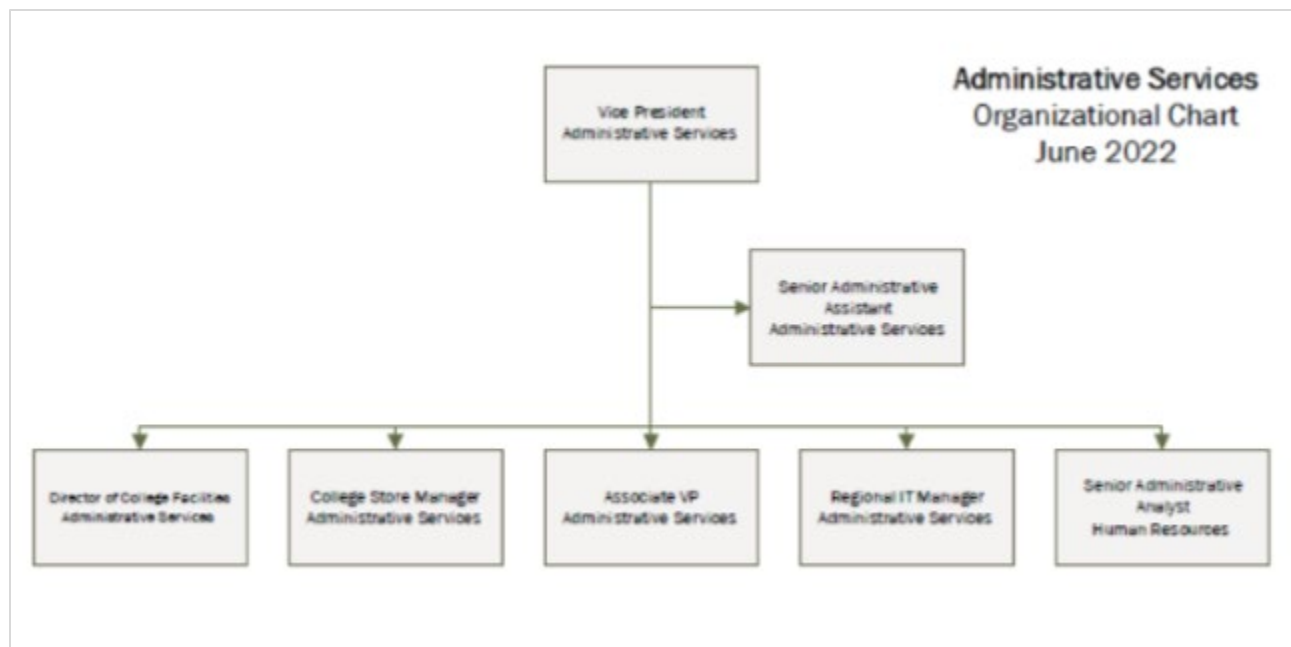 Administrative Services
Organizational Chart
June 2022
Vice President
Administrative Services
Senior Administrative
Assistant
Administrative Services
Director of College Facilities
Administrative Services
College Store Manager
Administrative Services
Associate VP
Administrative Services
Regional IT Manager
Administrative Services
Senior Administrative
Analyst
Human Resources